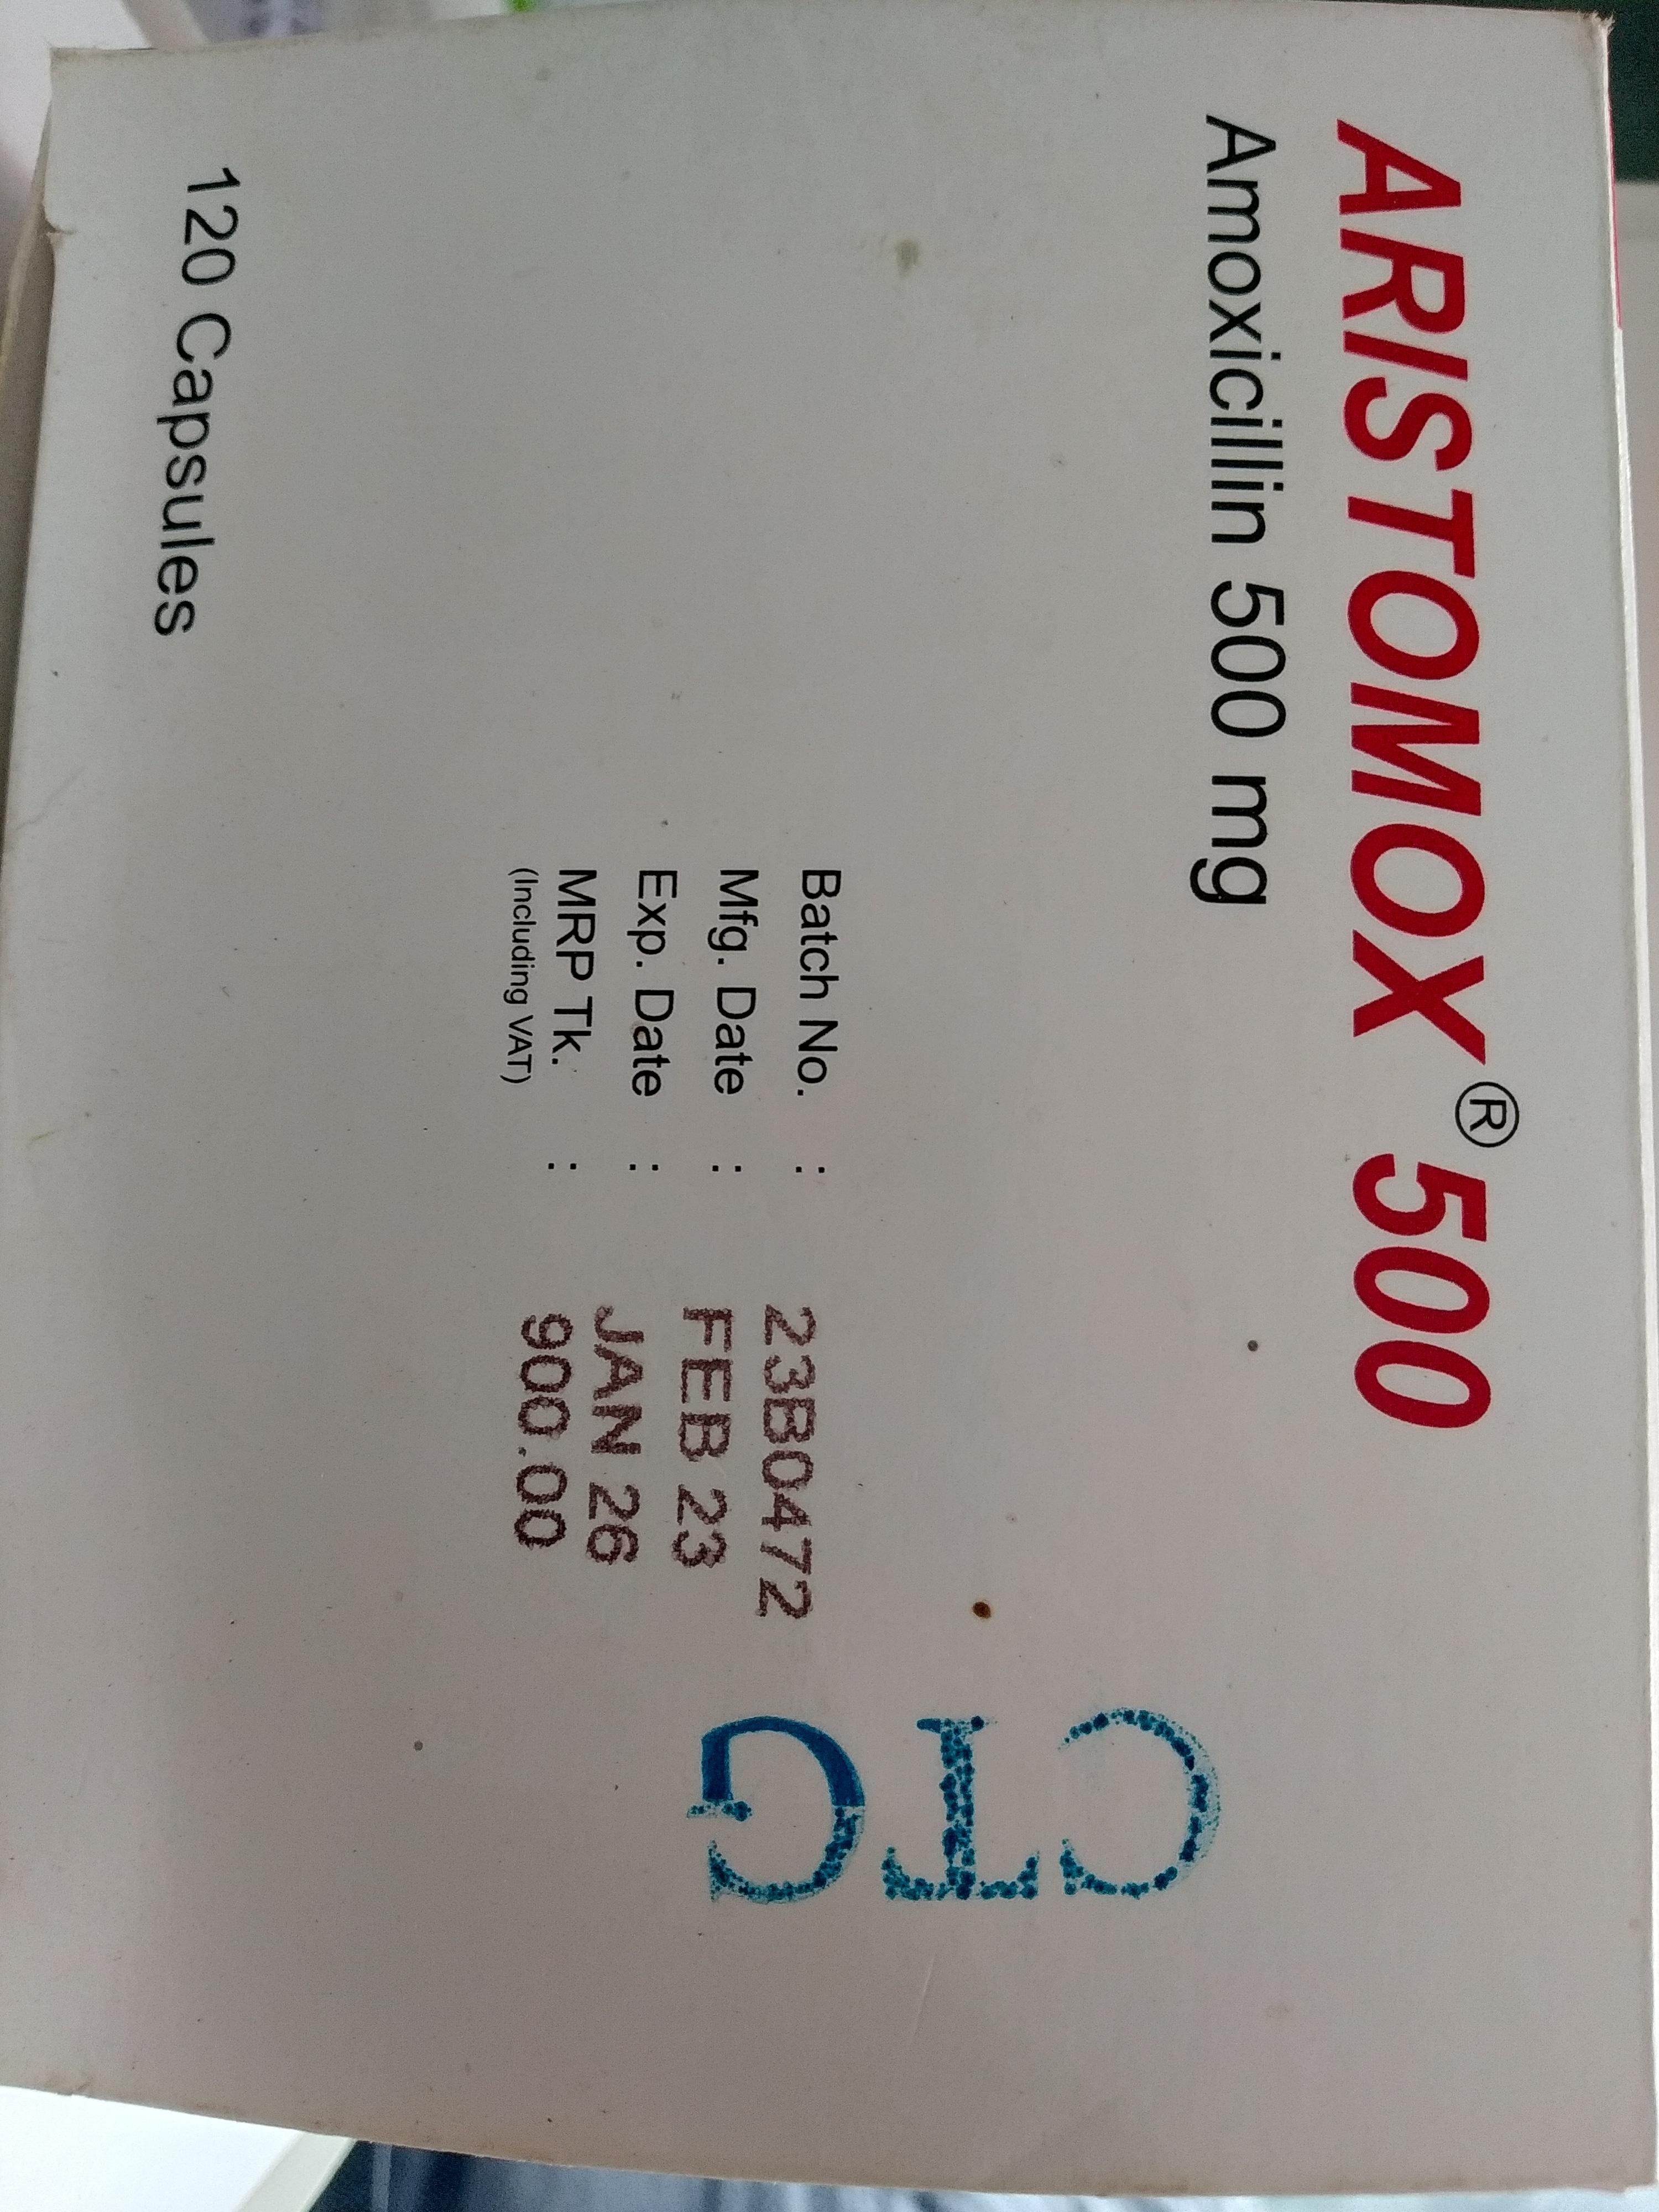 ARISTOMOX® 500
Amoxicillin 500 mg
CTG
Batch No. : 23B0472
Mfg. Date : FEB 23
Exp. Date : JAN 26
MRP Tk. : 900.00
(Including VAT)
120 Capsules